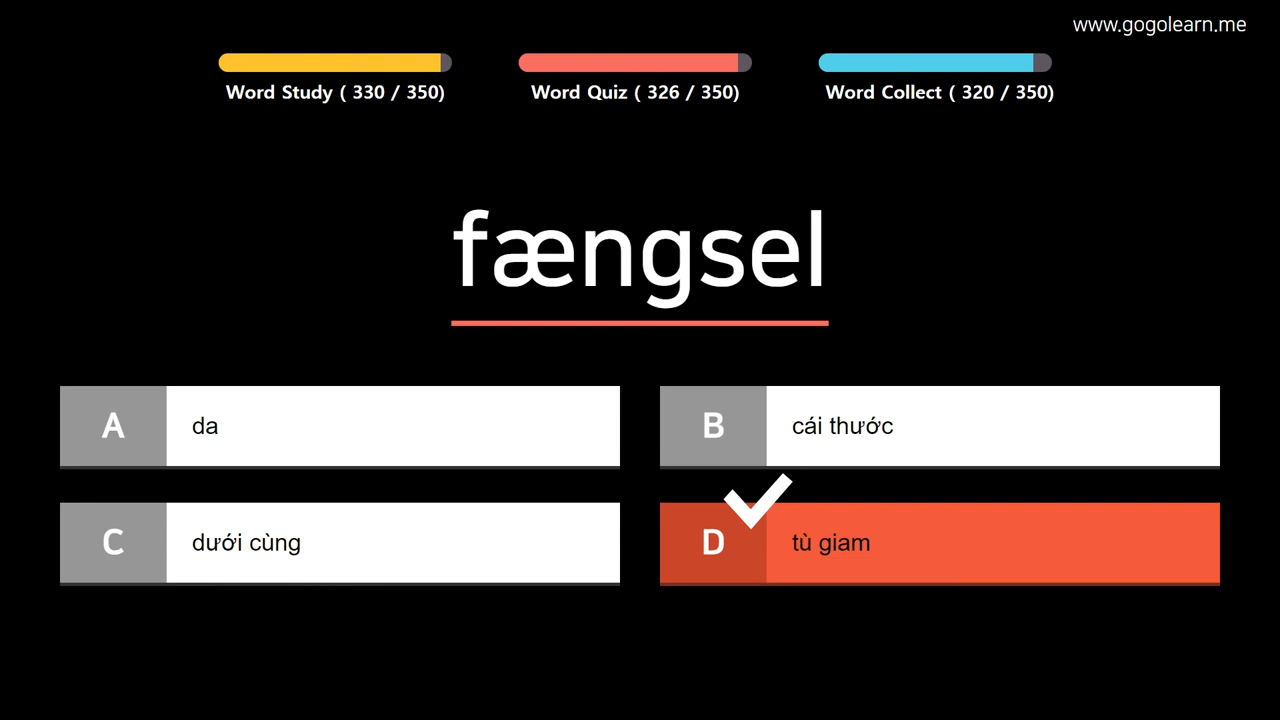 www.gogolearn.me
Word Study ( 330 / 350)
Word Quiz ( 326 / 350)
Word Collect ( 320 / 350)
fængsel
A da
B cái thước
C dưới cùng
D tù giam